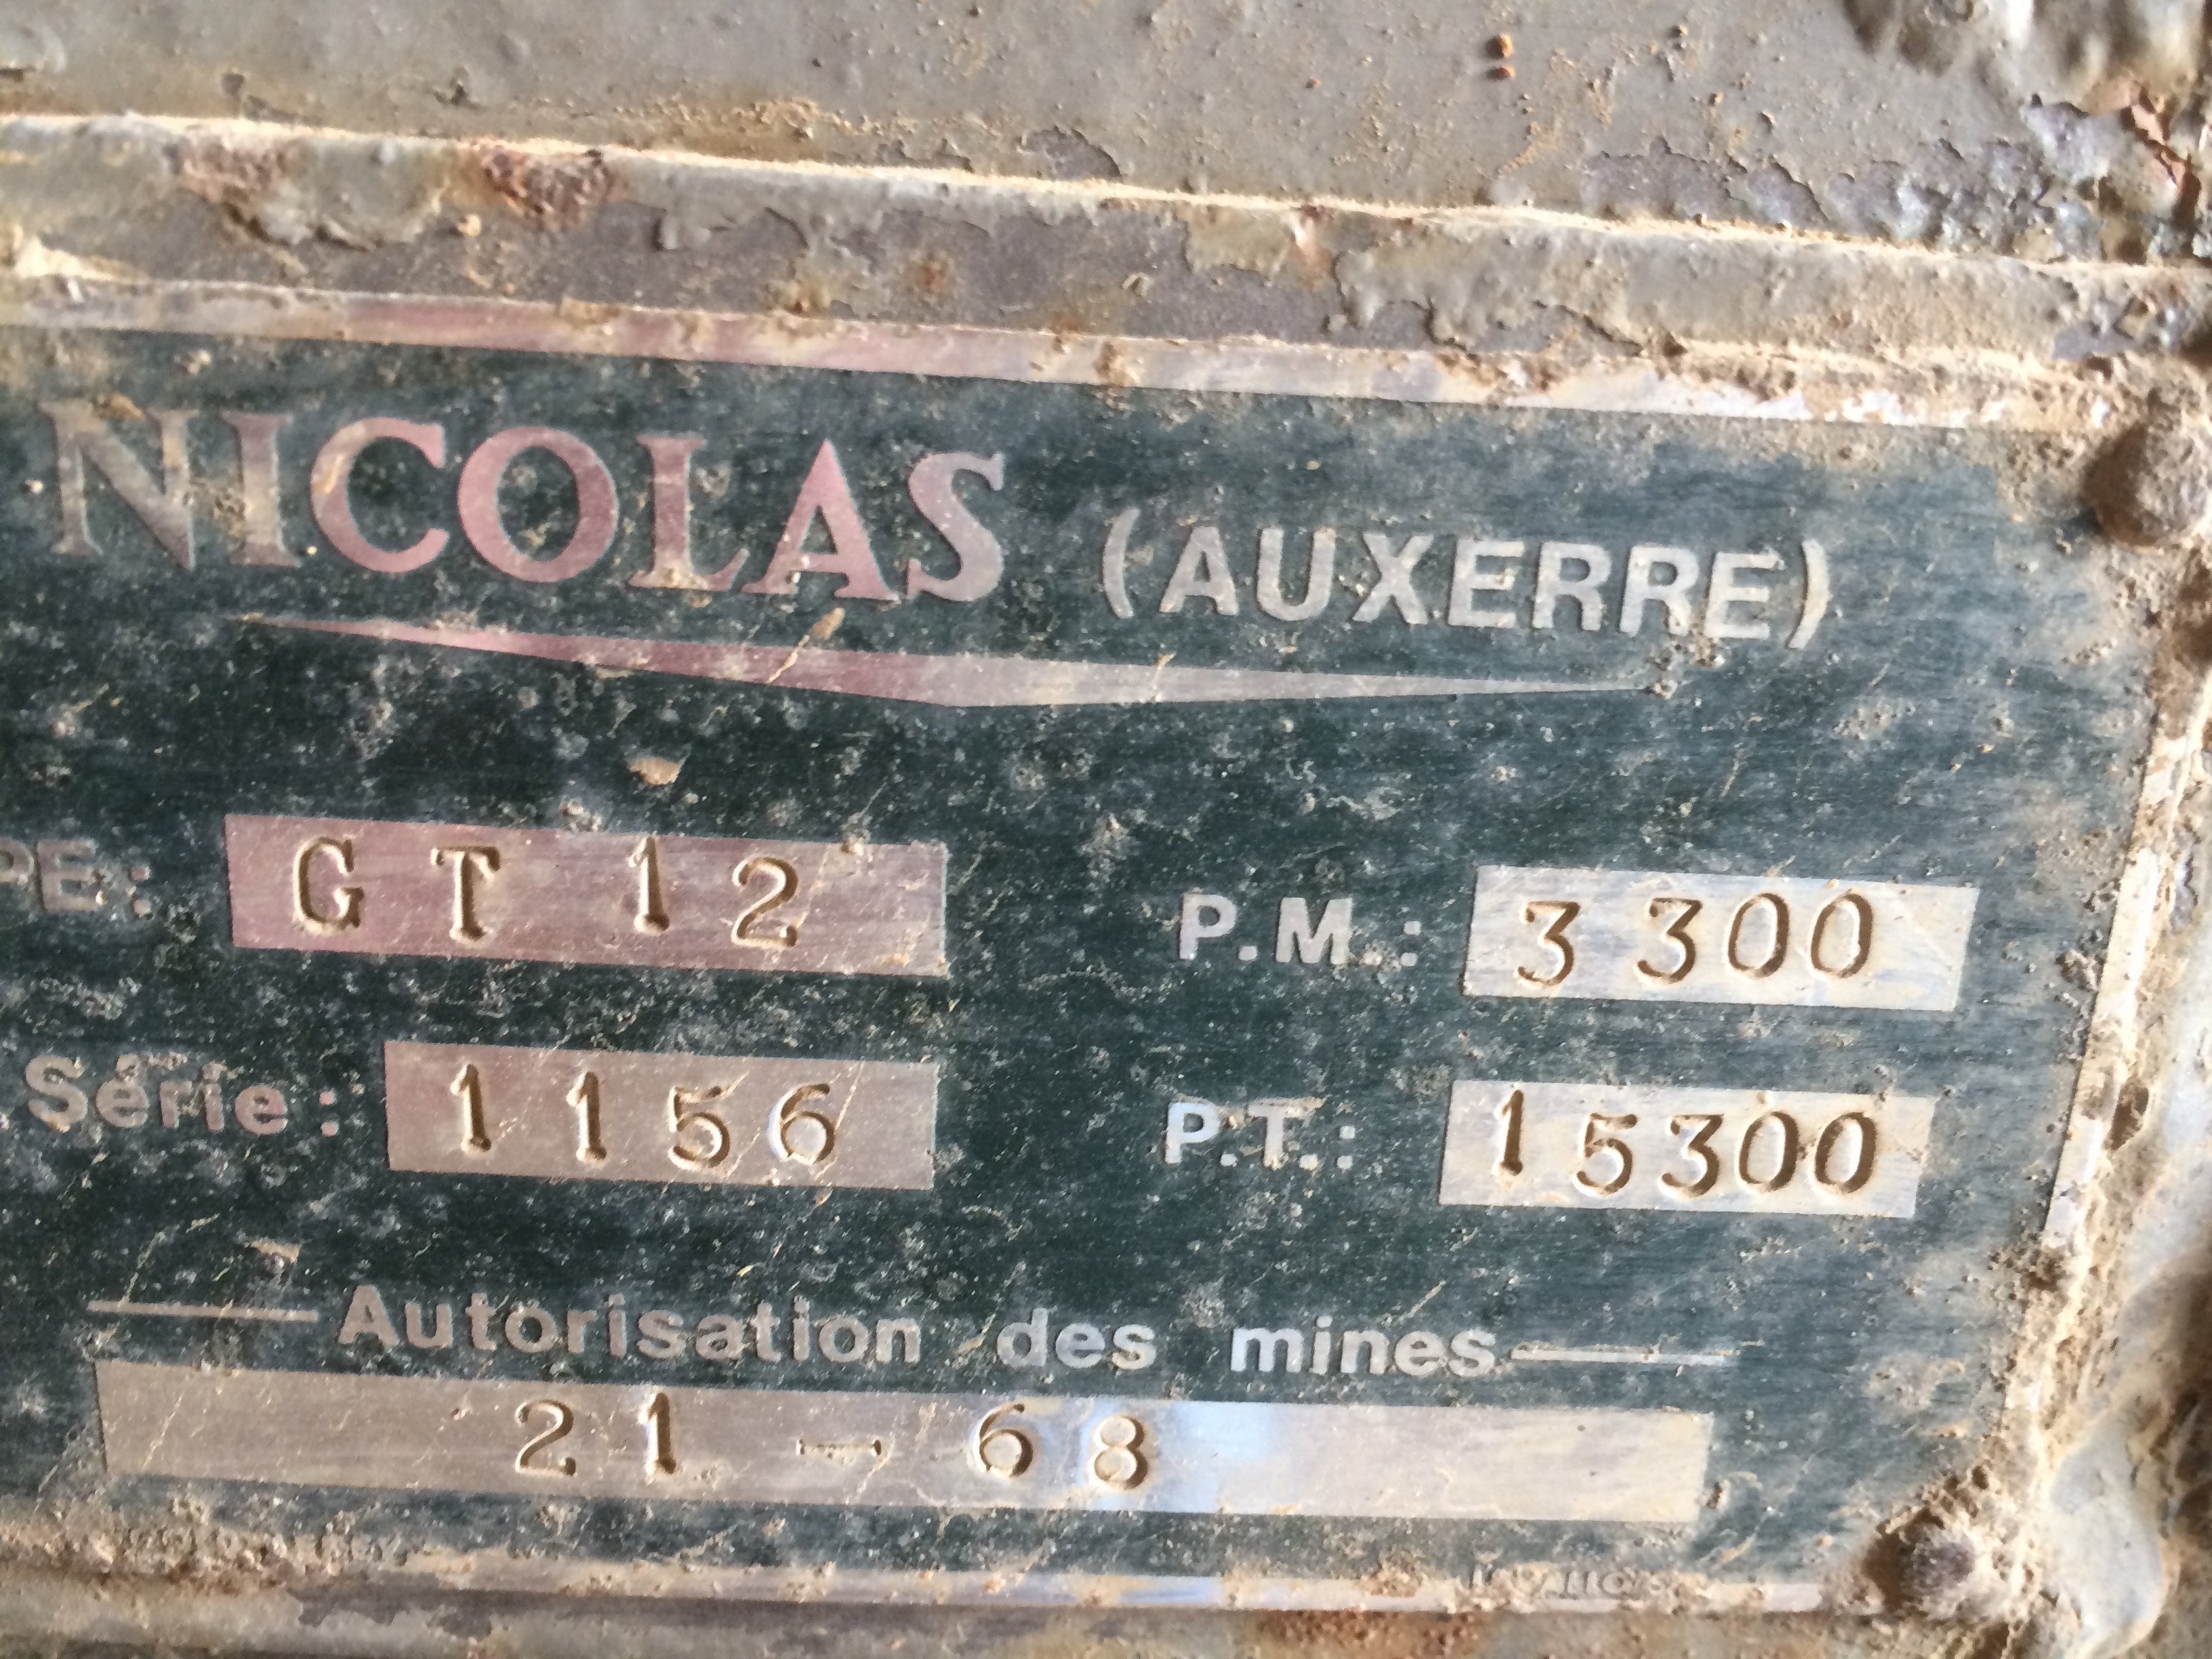 NICOLAS (AUXERRE)
PE: GT 12 P.M.: 3 300
Série: 1156 P.T.: 15300
Autorisation des mines
21 - 68